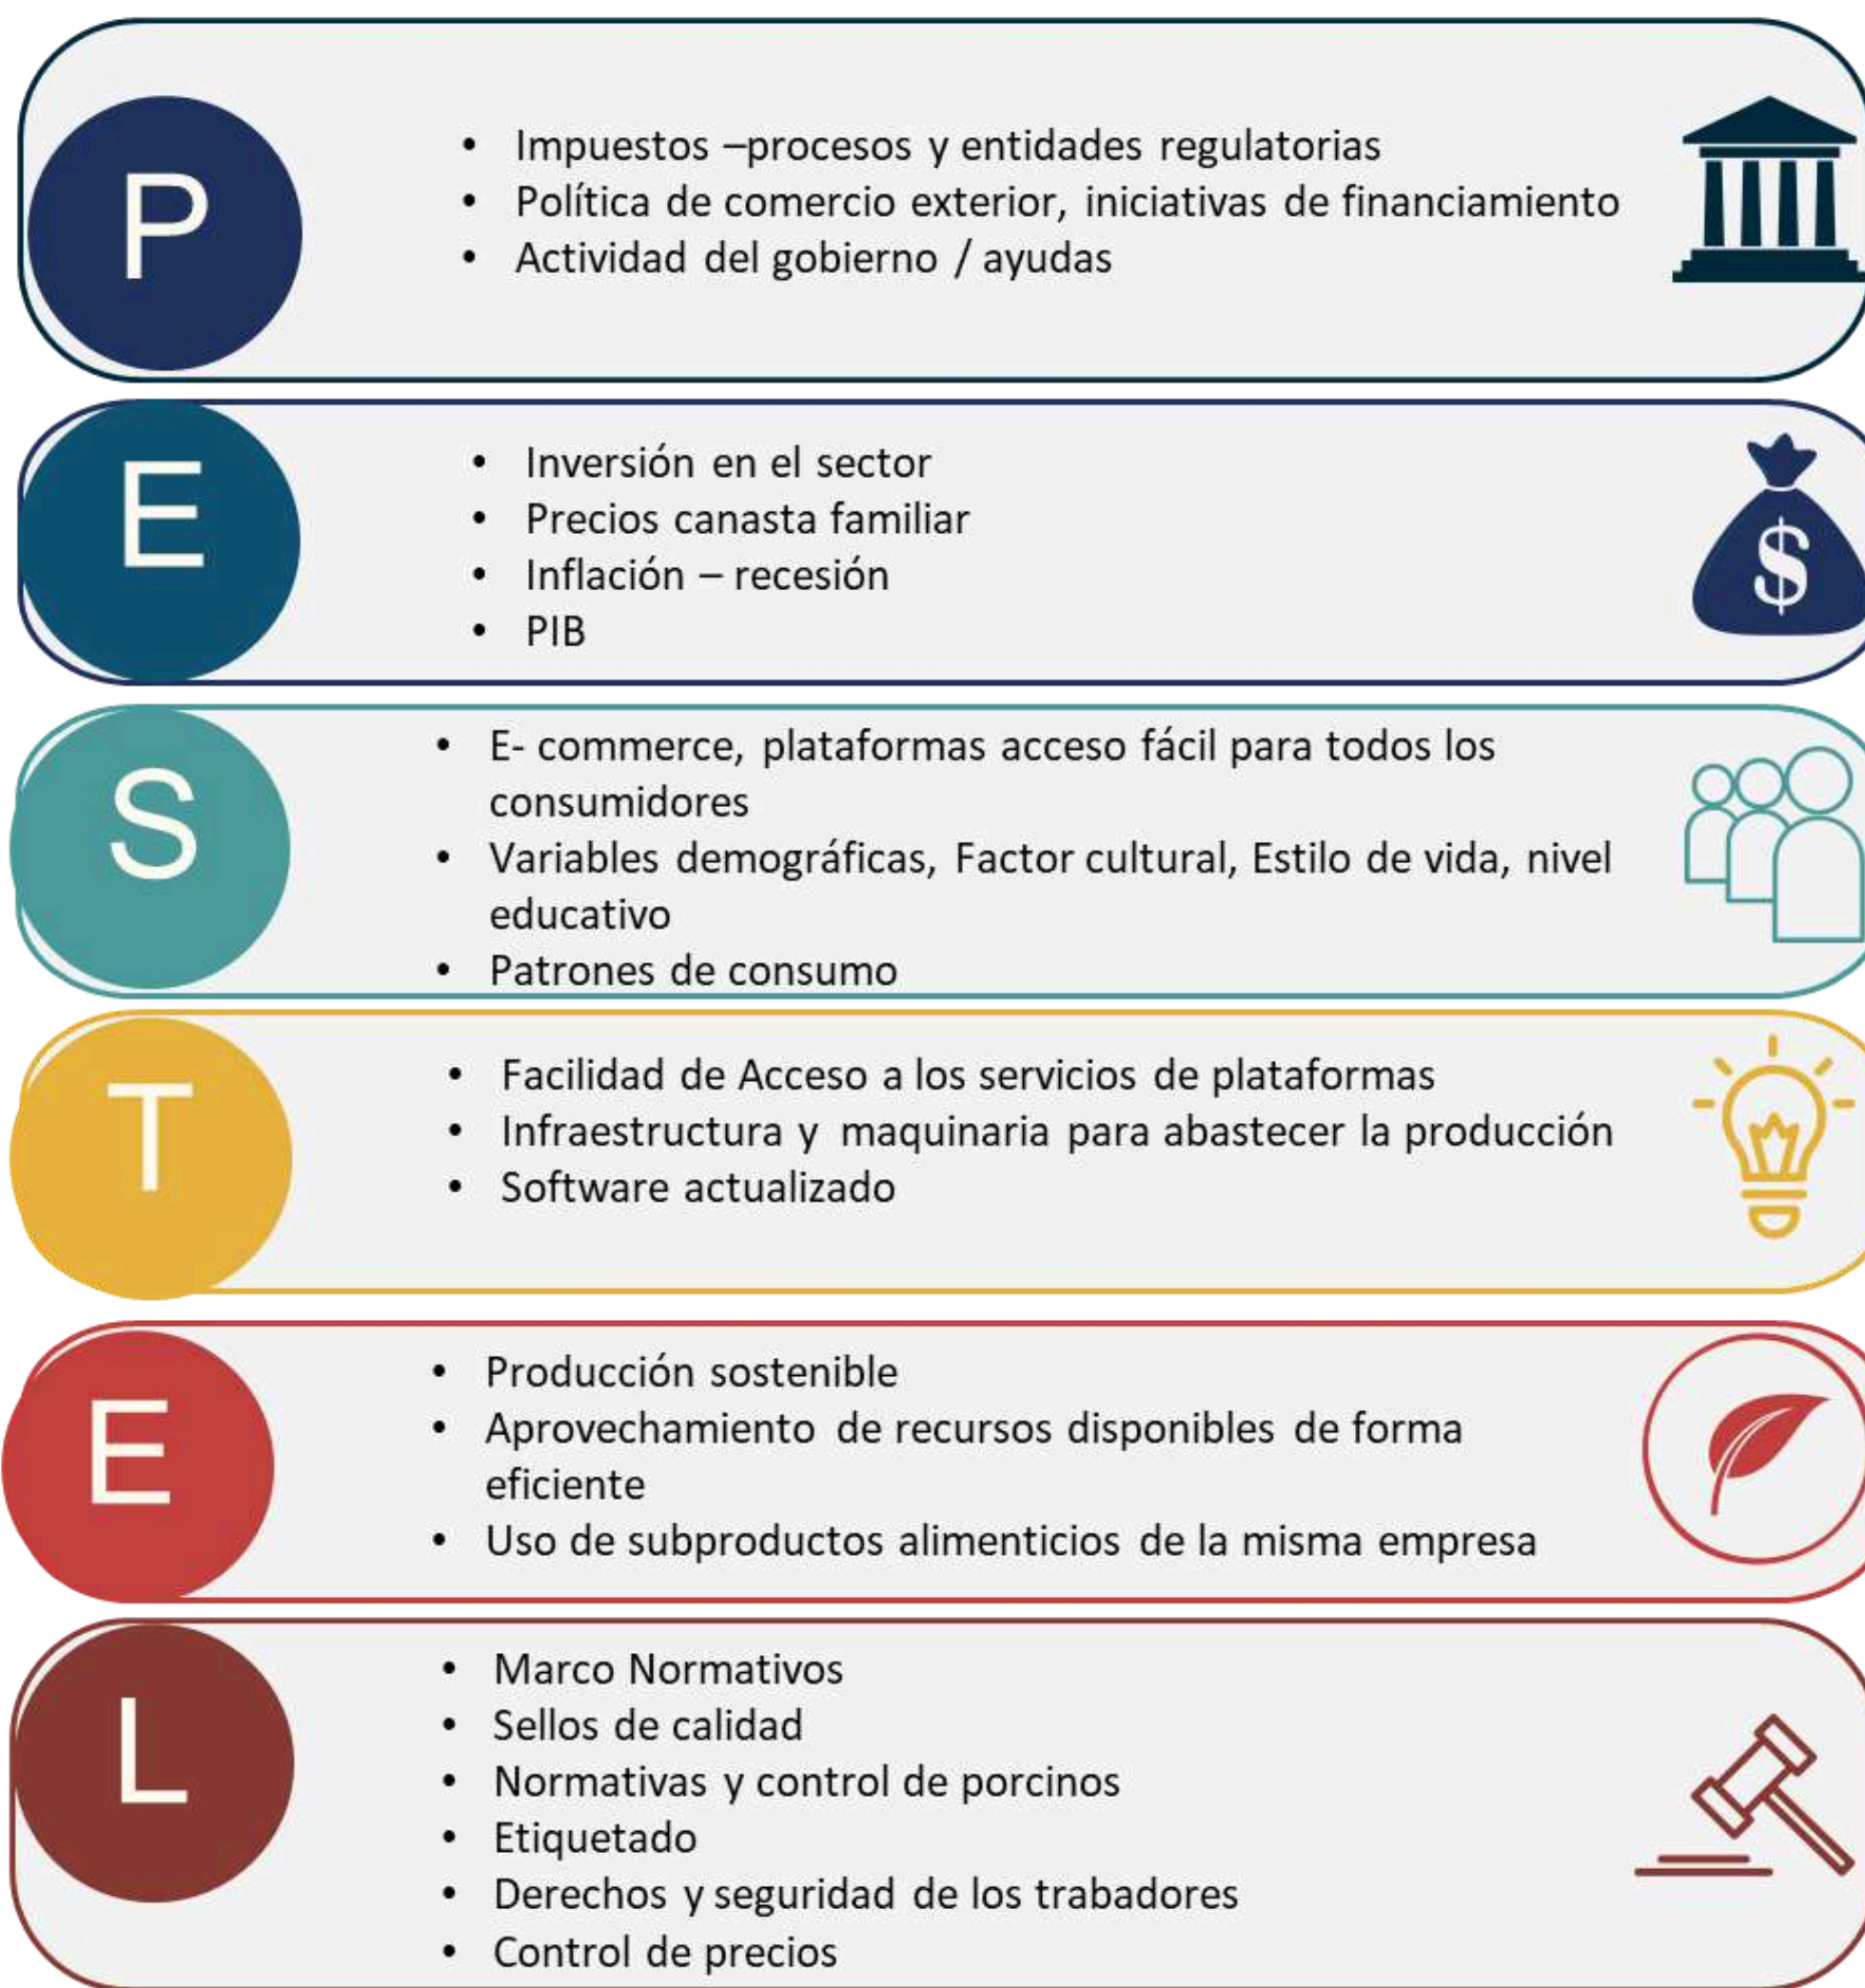 P
• Impuestos –procesos y entidades regulatorias
• Política de comercio exterior, iniciativas de financiamiento
• Actividad del gobierno / ayudas
E
• Inversión en el sector
• Precios canasta familiar
• Inflación – recesión
• PIB
$
S
• E- commerce, plataformas acceso fácil para todos los
consumidores
• Variables demográficas, Factor cultural, Estilo de vida, nivel
educativo
• Patrones de consumo
T
• Facilidad de Acceso a los servicios de plataformas
• Infraestructura y maquinaria para abastecer la producción
• Software actualizado
E
• Producción sostenible
• Aprovechamiento de recursos disponibles de forma
eficiente
• Uso de subproductos alimenticios de la misma empresa
L
• Marco Normativos
• Sellos de calidad
• Normativas y control de porcinos
• Etiquetado
• Derechos y seguridad de los trabadores
• Control de precios